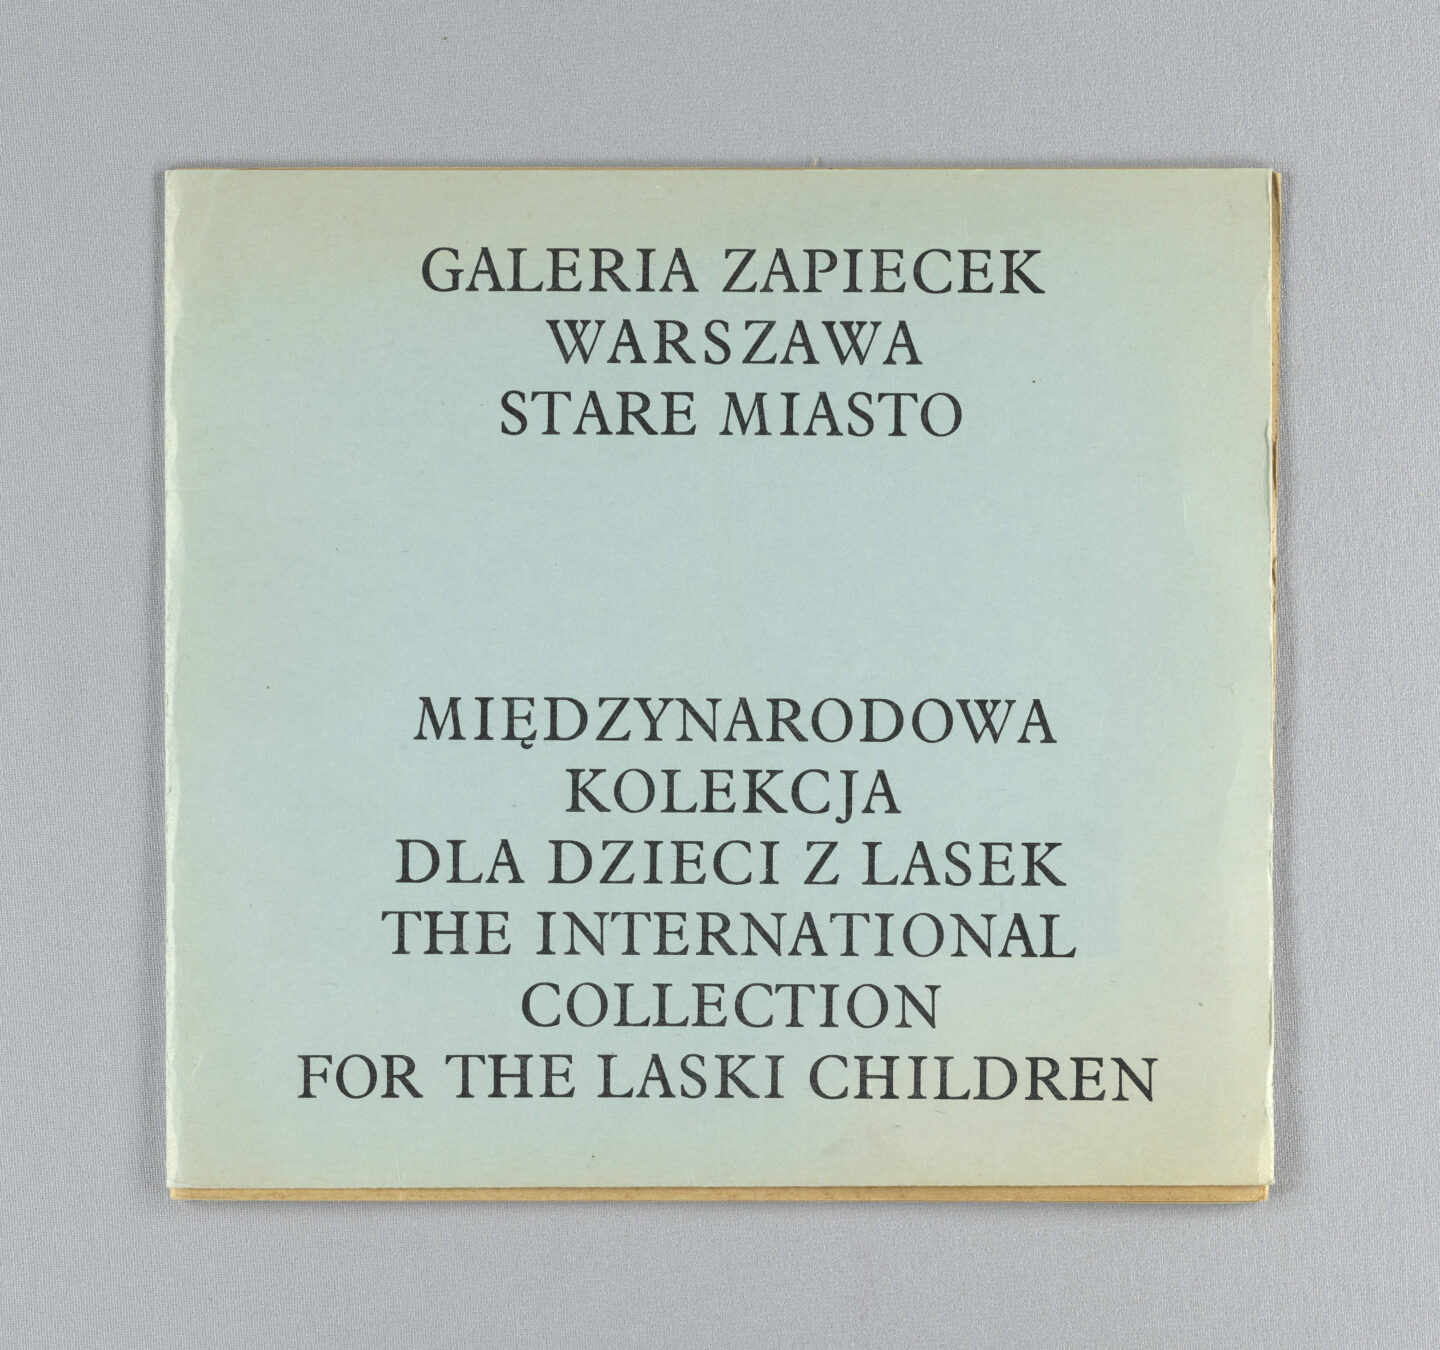 GALERIA ZAPIECEK
WARSZAWA
STARE MIASTO
MIĘDZYNARODOWA
KOLEKCJA
DLA DZIECI Z LASEK
THE INTERNATIONAL
COLLECTION
FOR THE LASKI CHILDREN